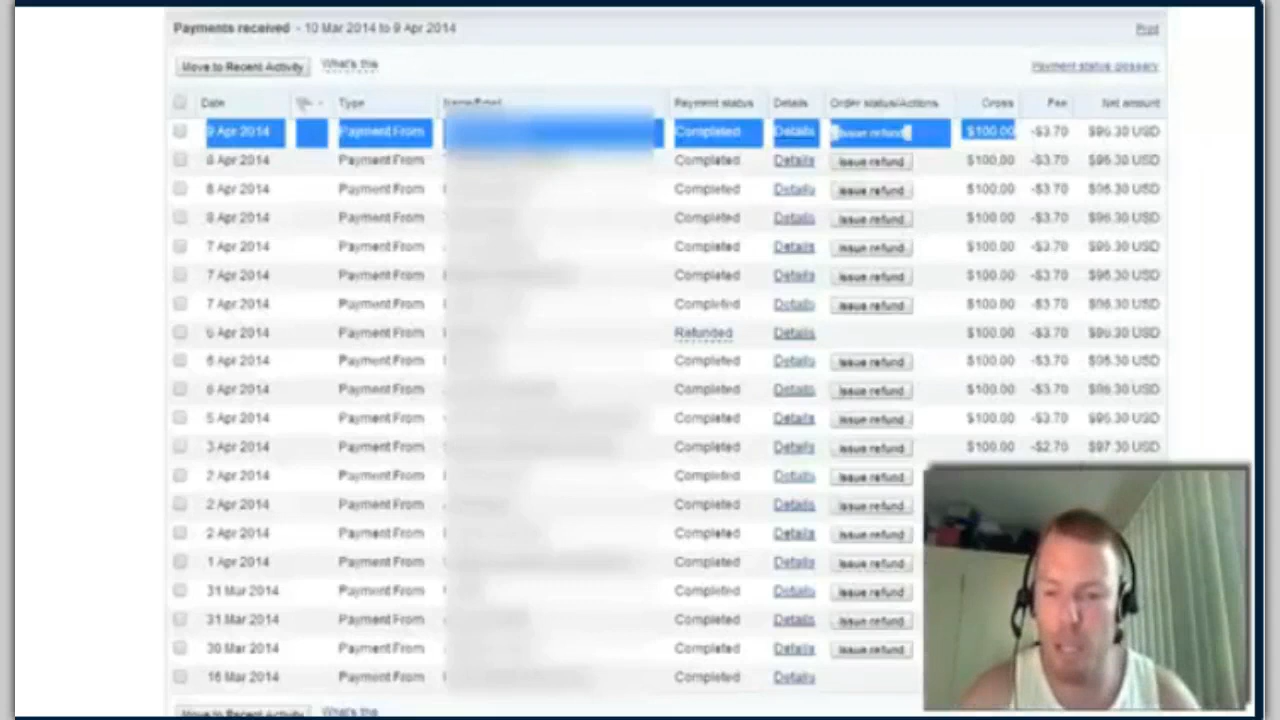 Payments received - 10 Mar 2014 to 9 Apr 2014 Print
Move to Recent Activity What's this Payment status glossary
Date Type Name/Email Payment status Details Order status/Actions Gross Fee Net amount
9 Apr 2014 Payment From Completed Details Issue refund $100.00 -$3.70 $96.30 USD
8 Apr 2014 Payment From Completed Details Issue refund $100.00 -$3.70 $96.30 USD
8 Apr 2014 Payment From Completed Details Issue refund $100.00 -$3.70 $96.30 USD
8 Apr 2014 Payment From Completed Details Issue refund $100.00 -$3.70 $96.30 USD
7 Apr 2014 Payment From Completed Details Issue refund $100.00 -$3.70 $96.30 USD
7 Apr 2014 Payment From Completed Details Issue refund $100.00 -$3.70 $96.30 USD
7 Apr 2014 Payment From Completed Details Issue refund $100.00 -$3.70 $96.30 USD
6 Apr 2014 Payment From Refunded Details $100.00 -$3.70 $96.30 USD
6 Apr 2014 Payment From Completed Details Issue refund $100.00 -$3.70 $96.30 USD
6 Apr 2014 Payment From Completed Details Issue refund $100.00 -$3.70 $96.30 USD
5 Apr 2014 Payment From Completed Details Issue refund $100.00 -$3.70 $96.30 USD
3 Apr 2014 Payment From Completed Details Issue refund $100.00 -$2.70 $97.30 USD
2 Apr 2014 Payment From Completed Details Issue refund
2 Apr 2014 Payment From Completed Details Issue refund
2 Apr 2014 Payment From Completed Details Issue refund
1 Apr 2014 Payment From Completed Details Issue refund
31 Mar 2014 Payment From Completed Details Issue refund
31 Mar 2014 Payment From Completed Details Issue refund
30 Mar 2014 Payment From Completed Details Issue refund
16 Mar 2014 Payment From Completed Details
Move to Recent Activity What's this